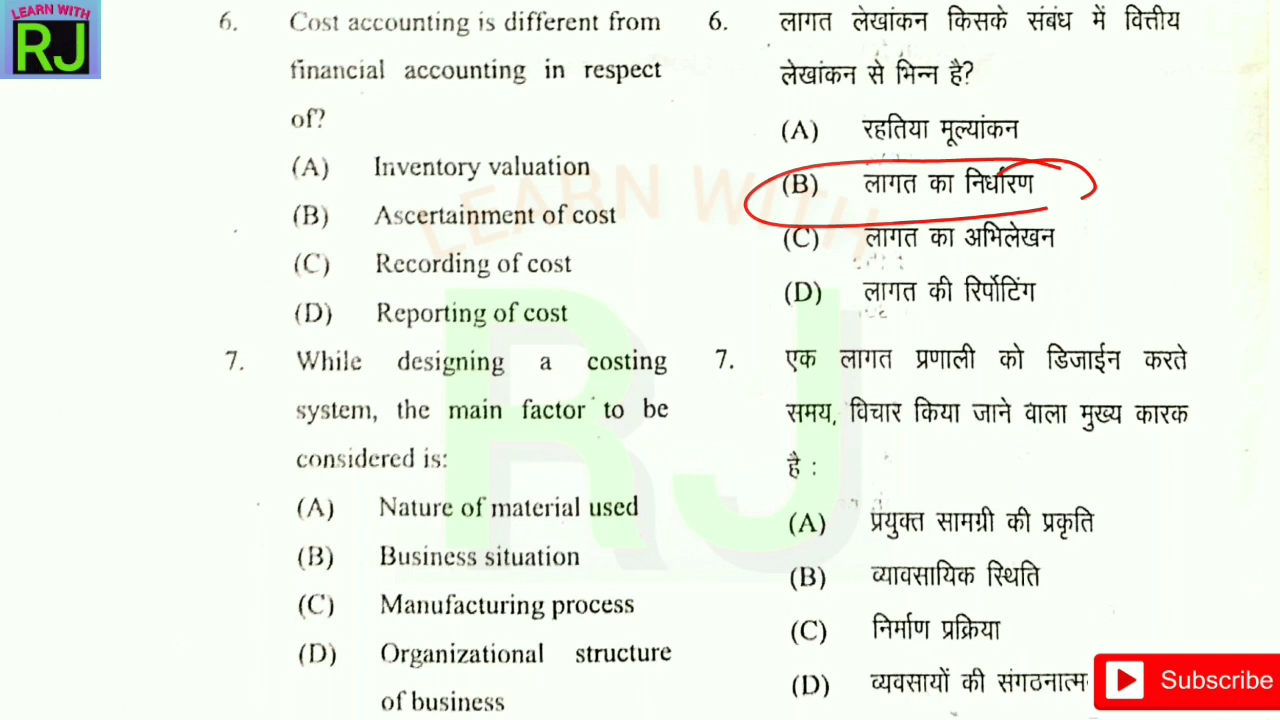 LEARN WITH
RJ
6. Cost accounting is different from
financial accounting in respect
of?
(A) Inventory valuation
(B) Ascertainment of cost
(C) Recording of cost
(D) Reporting of cost
7. While designing a costing
system, the main factor to be
considered is:
(A) Nature of material used
(B) Business situation
(C) Manufacturing process
(D) Organizational structure
of business
6. लागत लेखांकन किसके संबंध में वित्तीय
लेखांकन से भिन्न है?
(A) रहतिया मूल्यांकन
(B) लागत का निर्धारण
(C) लागत का अभिलेखन
(D) लागत की रिर्पोटिंग
7. एक लागत प्रणाली को डिजाईन करते
समय, विचार किया जाने वाला मुख्य कारक
है :
(A) प्रयुक्त सामग्री की प्रकृति
(B) व्यावसायिक स्थिति
(C) निर्माण प्रक्रिया
(D) व्यवसायों की
LEARN WITH
RJ
Subscribe